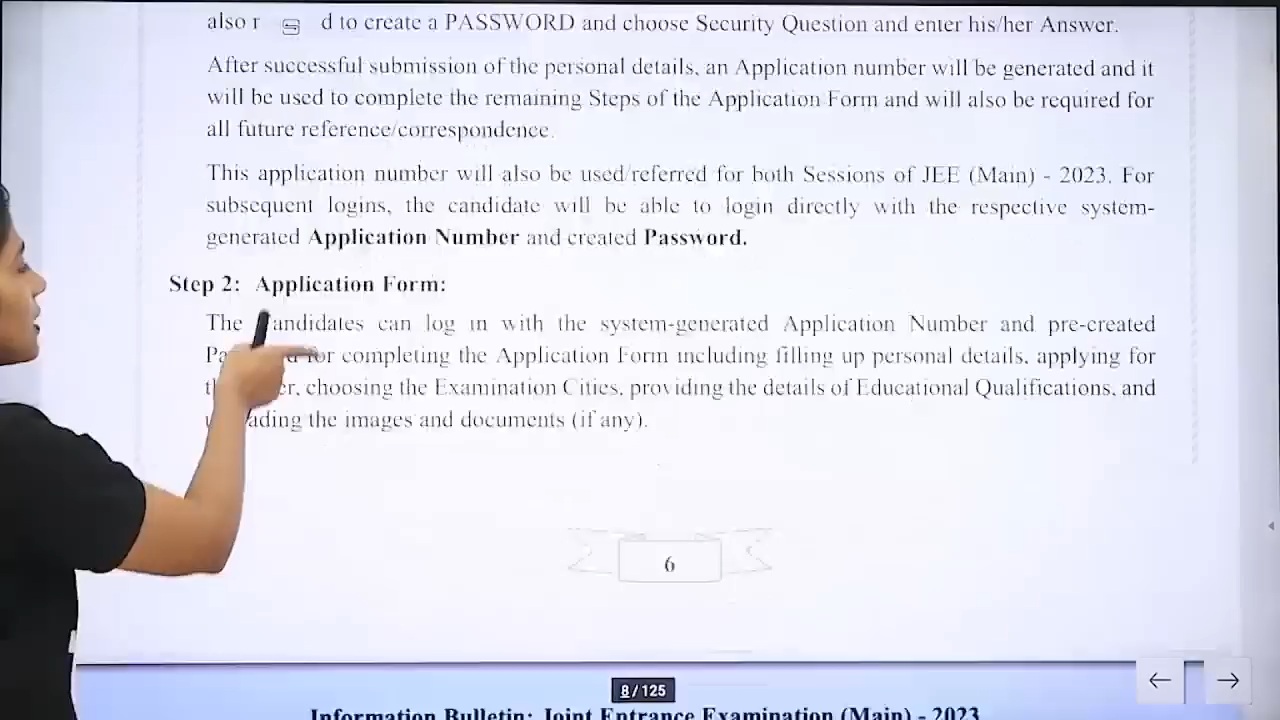 also r d to create a PASSWORD and choose Security Question and enter his/her Answer.
After successful submission of the personal details, an Application number will be generated and it
will be used to complete the remaining Steps of the Application Form and will also be required for
all future reference/correspondence.
This application number will also be used/referred for both Sessions of JEE (Main) - 2023. For
subsequent logins, the candidate will be able to login directly with the respective system-
generated Application Number and created Password.
Step 2: Application Form:
The andidates can log in with the system-generated Application Number and pre-created
for completing the Application Form including filling up personal details, applying for
choosing the Examination Cities, providing the details of Educational Qualifications, and
ading the images and documents (if any).
6
8 / 125
Information Bulletin: Joint Entrance Examination (Main) - 2023